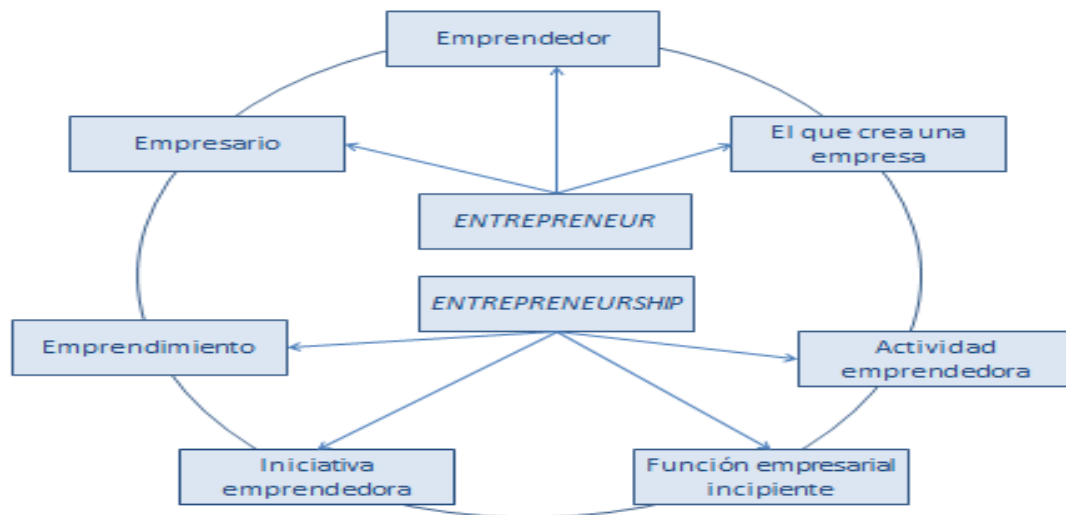 Emprendedor
Empresario
El que crea una
empresa
ENTREPRENEUR
ENTREPRENEURSHIP
Emprendimiento
Actividad
emprendedora
Iniciativa
emprendedora
Función empresarial
incipiente